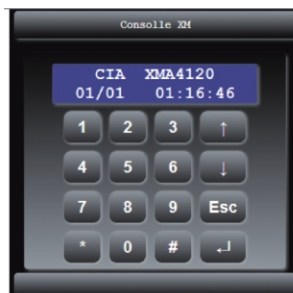 Consolle XM
CIA XMA4120
01/01 01:16:46
1 2 3 ↑
4 5 6 ↓
7 8 9 Esc
* 0 # ↵